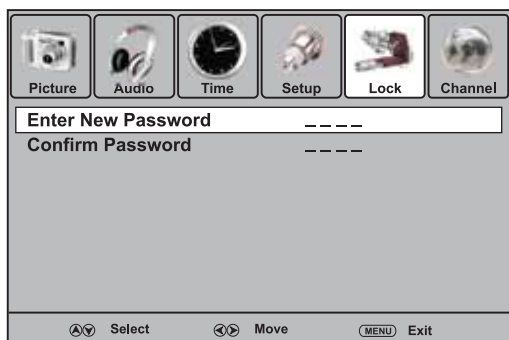 Picture Audio Time Setup Lock Channel
Enter New Password _ _ _ _
Confirm Password _ _ _ _
Select Move MENU Exit